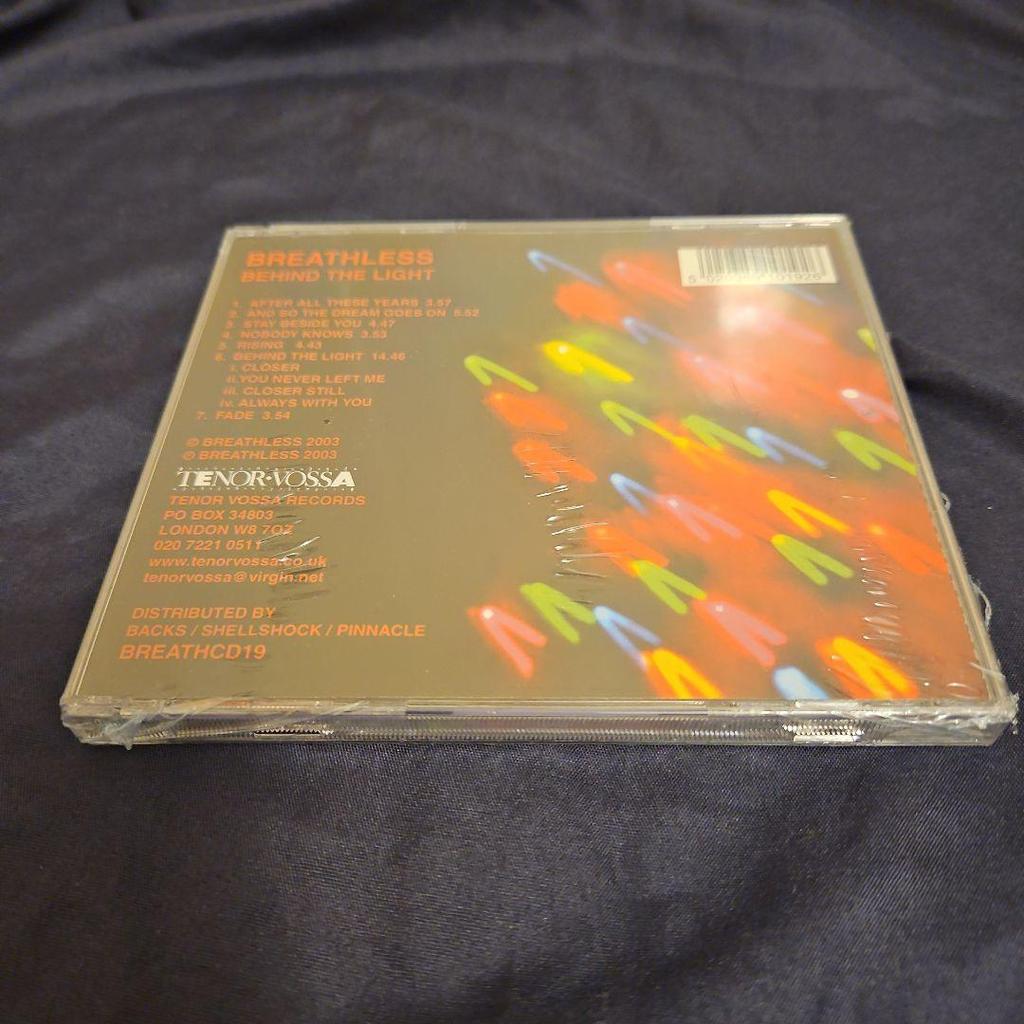 BREATHLESS
BEHIND THE LIGHT
1. AFTER ALL THESE YEARS 3.57
2. AND SO THE DREAM GOES ON 5.52
3. STAY BESIDE YOU 4.47
4. NOBODY KNOWS 3.53
5. RISING 4.43
6. BEHIND THE LIGHT 14.46
i. CLOSER
ii.YOU NEVER LEFT ME
iii. CLOSER STILL
iv. ALWAYS WITH YOU
7. FADE 3.54
℗ BREATHLESS 2003
© BREATHLESS 2003
TENOR·VOSSA
TENOR VOSSA RECORDS
PO BOX 34803
LONDON W8 7OZ
020 7221 0511
www.tenorvossa.co.uk
tenorvossa@virgin.net
DISTRIBUTED BY
BACKS / SHELLSHOCK / PINNACLE
BREATHCD19